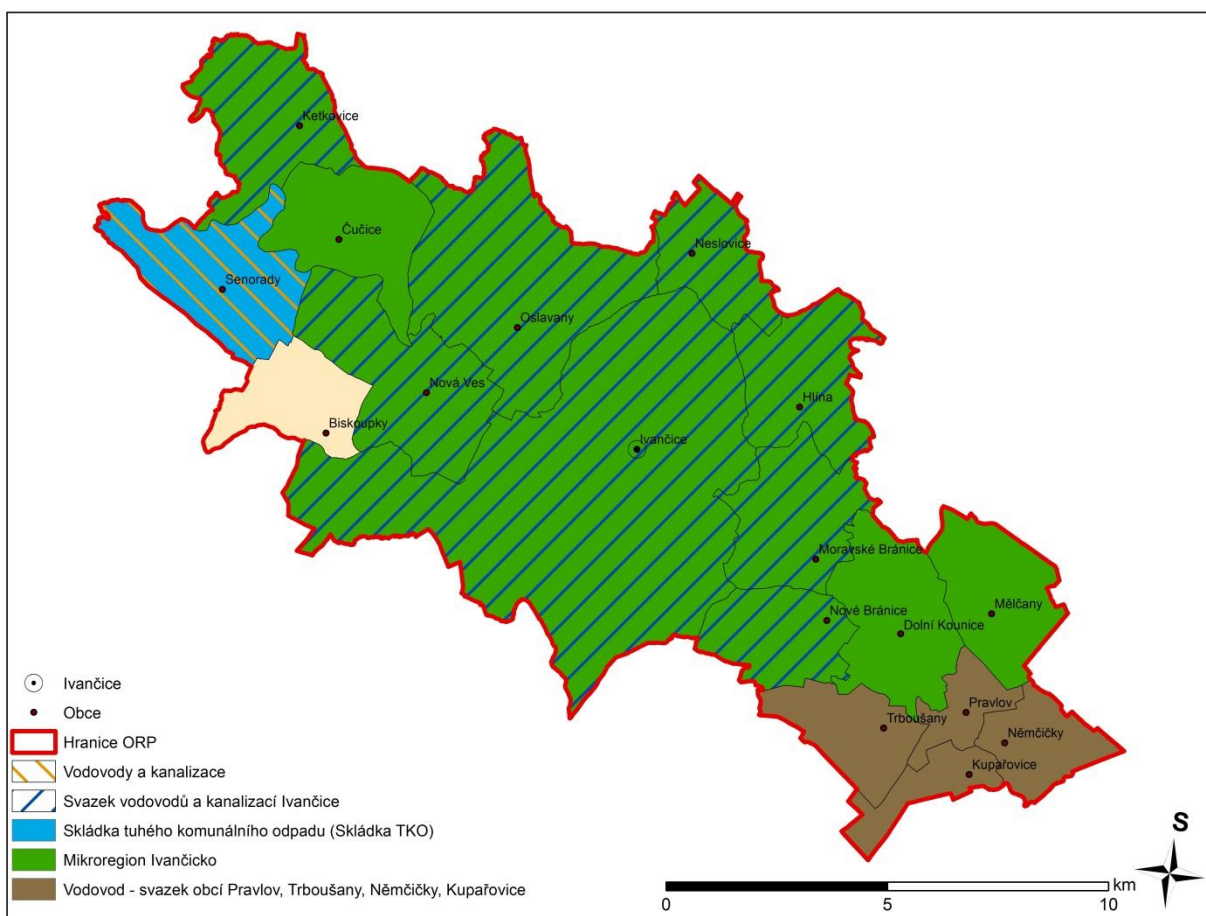 Ketkovice
Čučice
Neslovice
Senorady
Oslavany
Nová Ves
Hlína
Biskoupky
Ivančice
Moravské Bránice
Nové Bránice
Mělčany
Dolní Kounice
Pravlov
Trboušany
Němčičky
Kupařovice
Ivančice
Obce
Hranice ORP
Vodovody a kanalizace
Svazek vodovodů a kanalizací Ivančice
Skládka tuhého komunálního odpadu (Skládka TKO)
Mikroregion Ivančicko
Vodovod - svazek obcí Pravlov, Trboušany, Němčičky, Kupařovice
S
km
0 5 10